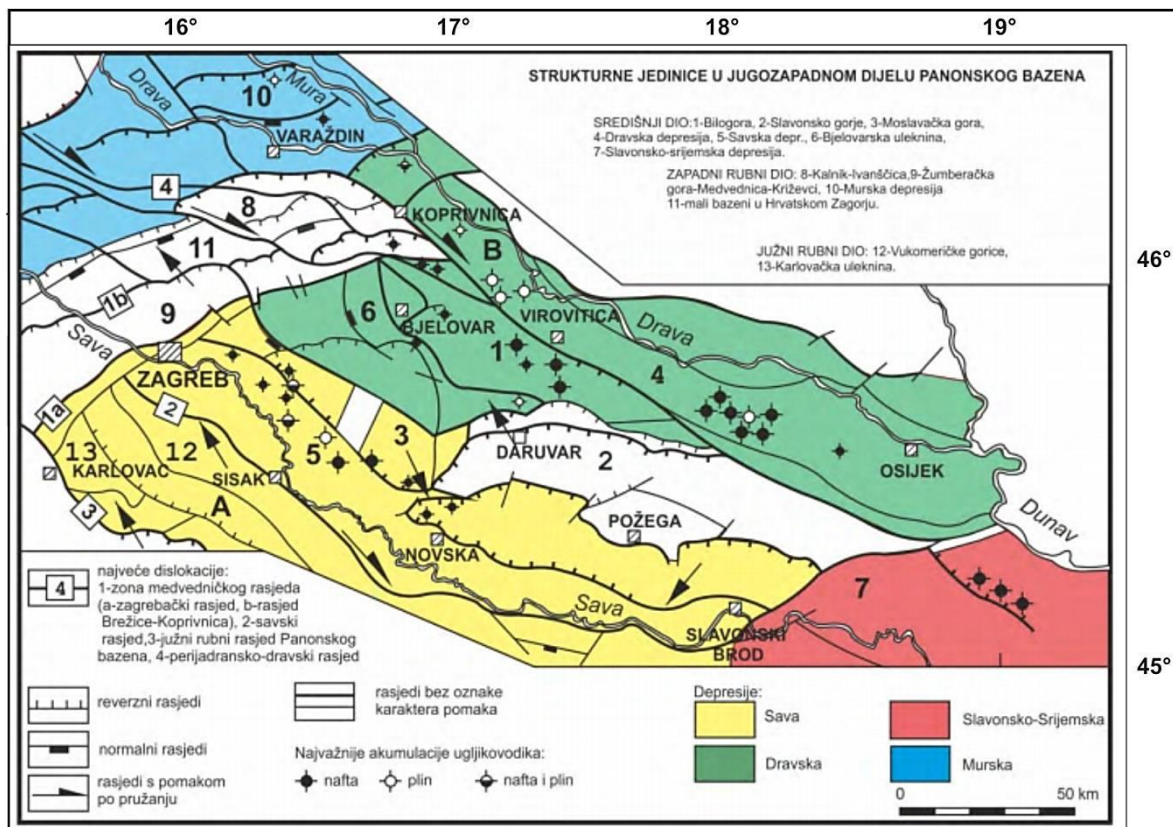 16°
17°
18°
19°
STRUKTURNE JEDINICE U JUGOZAPADNOM DIJELU PANONSKOG BAZENA
SREDIŠNJI DIO:1-Bilogora, 2-Slavonsko gorje, 3-Moslavačka gora,
4-Dravska depresija, 5-Savska depr., 6-Bjelovarska uleknina,
7-Slavonsko-srijemska depresija.
ZAPADNI RUBNI DIO: 8-Kalnik-Ivanščica,9-Žumberačka
gora-Medvednica-Križevci, 10-Murska depresija
11-mali bazeni u Hrvatskom Zagorju.
JUŽNI RUBNI DIO: 12-Vukomeričke gorice,
13-Karlovačka uleknina.
46°
45°
Drava
Mura
10
VARAŽDIN
4
8
KOPRIVNICA
11
B
1b
9
6
BJELOVAR
VIROVITICA
Drava
Sava
1
ZAGREB
4
1a
2
3
13
12
5
DARUVAR
2
OSIJEK
KARLOVAC
SISAK
3
A
POŽEGA
Dunav
NOVSKA
7
Sava
SLAVONSKI
BROD
4
najveće dislokacije:
1-zona medvedničkog rasjeda
(a-zagrebački rasjed, b-rasjed
Brežice-Koprivnica), 2-savski
rasjed,3-južni rubni rasjed Panonskog
bazena, 4-perijadransko-dravski rasjed
reverzni rasjedi
normalni rasjedi
rasjedi s pomakom
po pružanju
rasjedi bez oznake
karaktera pomaka
Najvažnije akumulacije ugljikovodika:
nafta
plin
nafta i plin
Depresije:
Sava
Slavonsko-Srijemska
Dravska
Murska
0
50 km